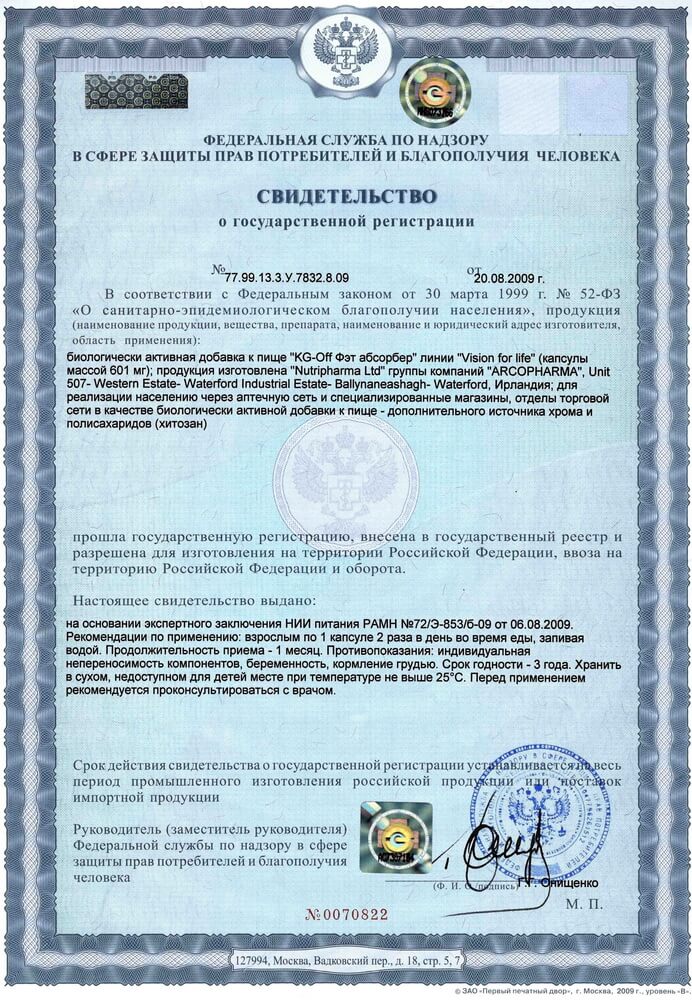 ФЕДЕРАЛЬНАЯ СЛУЖБА ПО НАДЗОРУ
В СФЕРЕ ЗАЩИТЫ ПРАВ ПОТРЕБИТЕЛЕЙ И БЛАГОПОЛУЧИЯ ЧЕЛОВЕКА
СВИДЕТЕЛЬСТВО
о государственной регистрации
№ 77.99.13.3.У.7832.8.09 от 20.08.2009 г.
В соответствии с Федеральным законом от 30 марта 1999 г. № 52-ФЗ
«О санитарно-эпидемиологическом благополучии населения», продукция
(наименование продукции, вещества, препарата, наименование и юридический адрес изготовителя,
область применения):
биологически активная добавка к пище "KG-Off Фэт абсорбер" линии "Vision for life" (капсулы
массой 601 мг); продукция изготовлена "Nutripharma Ltd" группы компаний "ARCOPHARMA", Unit
507- Western Estate- Waterford Industrial Estate- Ballynaneashagh- Waterford, Ирландия; для
реализации населению через аптечную сеть и специализированные магазины, отделы торговой
сети в качестве биологически активной добавки к пище - дополнительного источника хрома и
полисахаридов (хитозан)
прошла государственную регистрацию, внесена в государственный реестр и
разрешена для изготовления на территории Российской Федерации, ввоза на
территорию Российской Федерации и оборота.
Настоящее свидетельство выдано:
на основании экспертного заключения НИИ питания РАМН №72/Э-853/б-09 от 06.08.2009.
Рекомендации по применению: взрослым по 1 капсуле 2 раза в день во время еды, запивая
водой. Продолжительность приема - 1 месяц. Противопоказания: индивидуальная
непереносимость компонентов, беременность, кормление грудью. Срок годности - 3 года. Хранить
в сухом, недоступном для детей месте при температуре не выше 25°С. Перед применением
рекомендуется проконсультироваться с врачом.
Срок действия свидетельства о государственной регистрации устанавливается на весь
период промышленного изготовления российской продукции или поставок
импортной продукции
Руководитель (заместитель руководителя)
Федеральной службы по надзору в сфере
защиты прав потребителей и благополучия
человека
(Ф. И. О./подпись) Г.Г. Онищенко
М. П.
№0070822
127994, Москва, Вадковский пер., д. 18, стр. 5, 7
© ЗАО «Первый печатный двор», г. Москва, 2009 г., уровень «В».